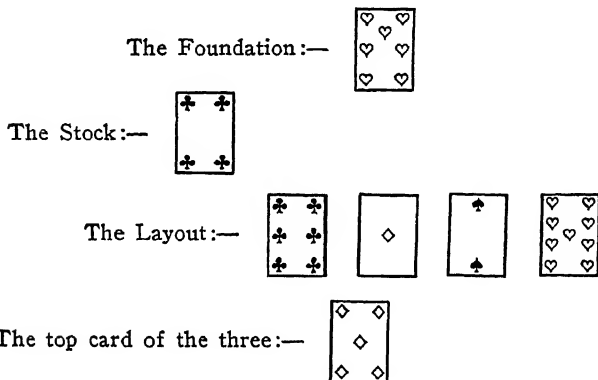 The Foundation:—
The Stock:—
The Layout:—
The top card of the three:—